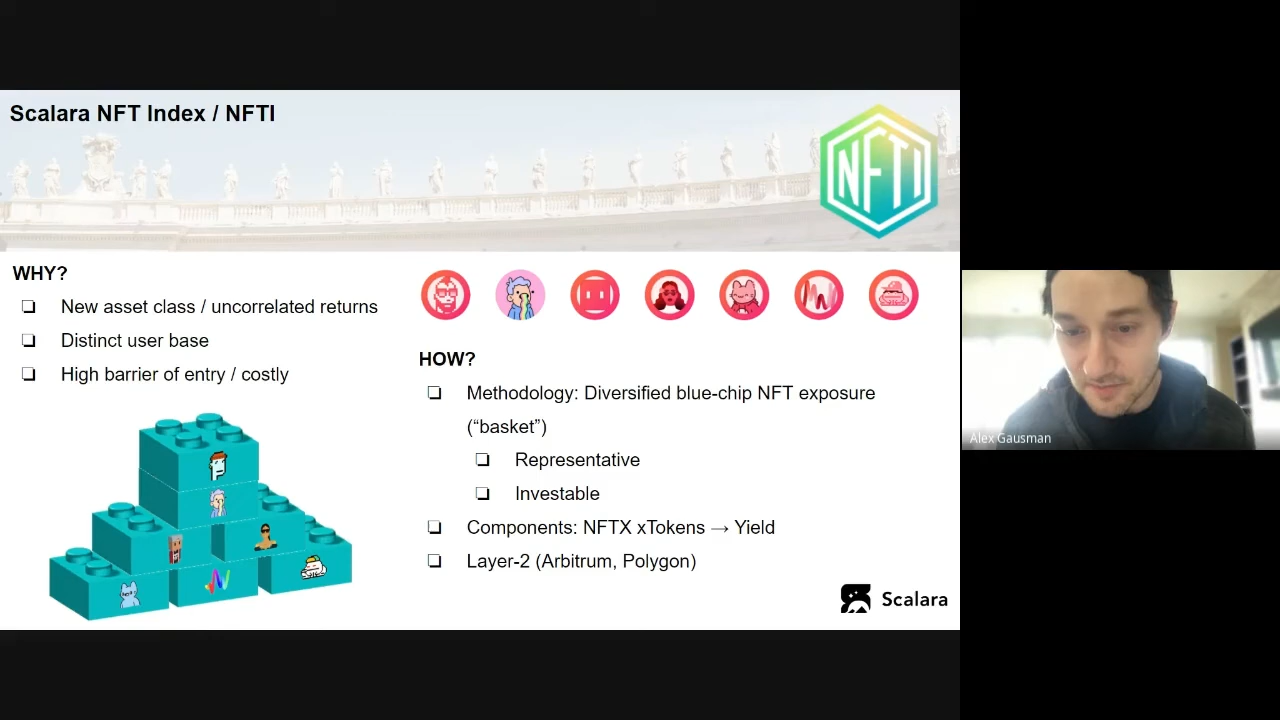 Scalara NFT Index / NFTI
NFTI
WHY?
❏ New asset class / uncorrelated returns
❏ Distinct user base
❏ High barrier of entry / costly
HOW?
❏ Methodology: Diversified blue-chip NFT exposure
(“basket”)
❏ Representative
❏ Investable
❏ Components: NFTX xTokens → Yield
❏ Layer-2 (Arbitrum, Polygon)
Scalara
Alex Gausman